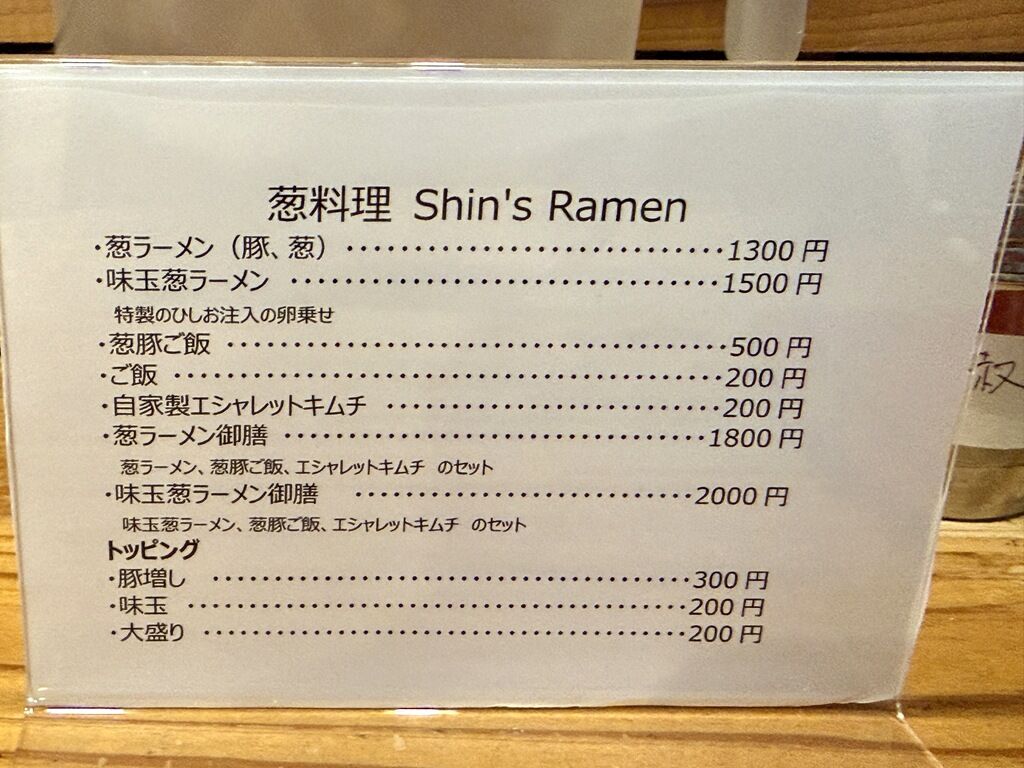 葱料理 Shin's Ramen
・葱ラーメン（豚、葱）・・・・・・・・・・・・・・・・・・・・・・・・・・・・・1300 円
・味玉葱ラーメン ・・・・・・・・・・・・・・・・・・・・・・・・・・・・・・・・・1500 円
特製のひしお注入の卵乗せ
・葱豚ご飯 ・・・・・・・・・・・・・・・・・・・・・・・・・・・・・・・・・・・・・・500 円
・ご飯 ・・・・・・・・・・・・・・・・・・・・・・・・・・・・・・・・・・・・・・・・・・200 円
・自家製エシャレットキムチ ・・・・・・・・・・・・・・・・・・・・・・・・・・200 円
・葱ラーメン御膳 ・・・・・・・・・・・・・・・・・・・・・・・・・・・・・・・・・1800 円
葱ラーメン、葱豚ご飯、エシャレットキムチ のセット
・味玉葱ラーメン御膳 ・・・・・・・・・・・・・・・・・・・・・・・・・・・2000 円
味玉葱ラーメン、葱豚ご飯、エシャレットキムチ のセット
トッピング
・豚増し ・・・・・・・・・・・・・・・・・・・・・・・・・・・・・・・・・・・・・・・300 円
・味玉 ・・・・・・・・・・・・・・・・・・・・・・・・・・・・・・・・・・・・・・・・・200 円
・大盛り ・・・・・・・・・・・・・・・・・・・・・・・・・・・・・・・・・・・・・・・200 円